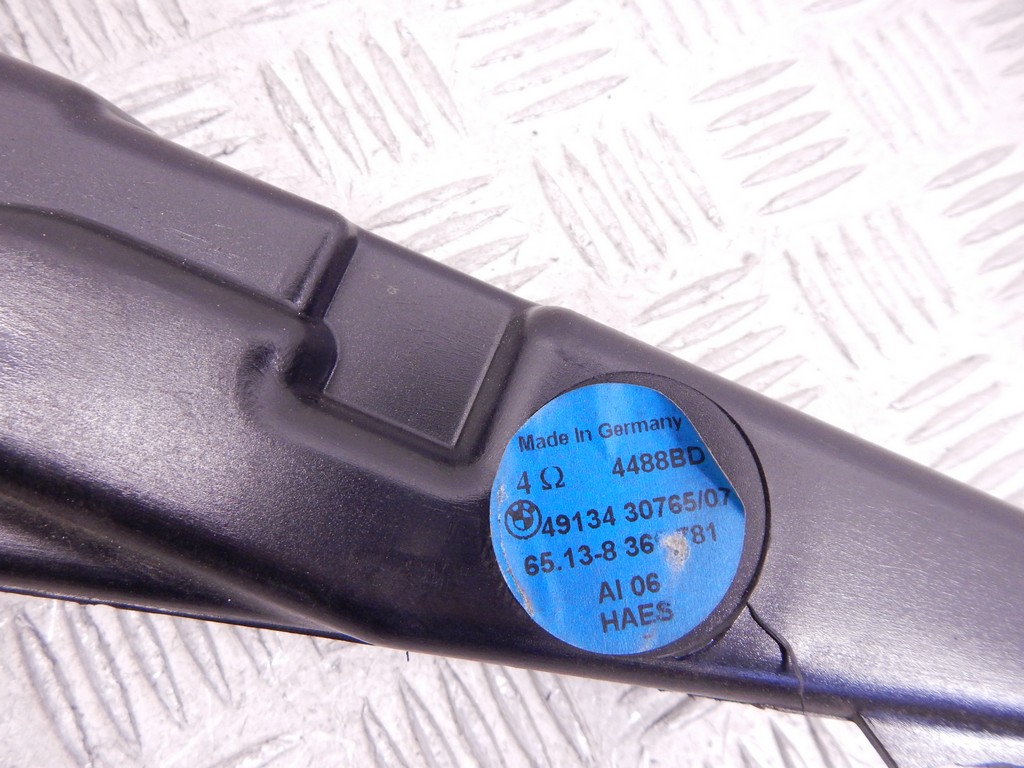 Made In Germany
4 Ω 4488BD
49134 30765/07
65.13-8
AI 06
HAES